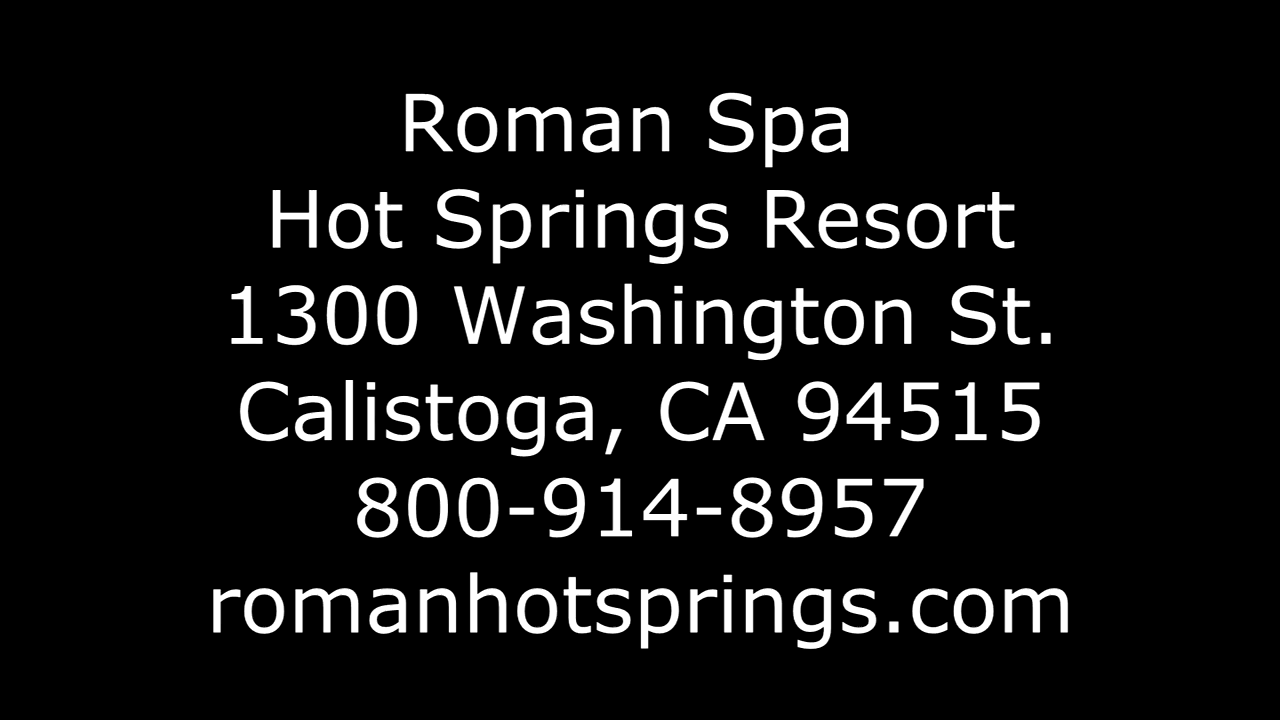 Roman Spa
Hot Springs Resort
1300 Washington St.
Calistoga, CA 94515
800-914-8957
romanhotsprings.com